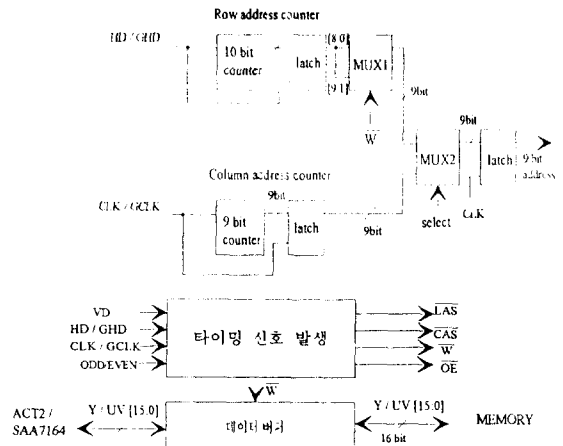 Row address counter
HD / GHD
10 bit
counter
latch
[8:0]
[9:1]
MUX1
9bit
W
MUX2
9bit
latch
9 bit
address
select
CLK
Column address counter
9bit
CLK / GCLK
9 bit
counter
latch
9bit
VD
HD / GHD
CLK / GCLK
ODD/EVEN
타이밍 신호 발생
LAS
CAS
W
OE
W
ACT2 /
SAA7164
Y / UV [15:0]
데이터 버퍼
Y / UV [15:0]
16 bit
MEMORY